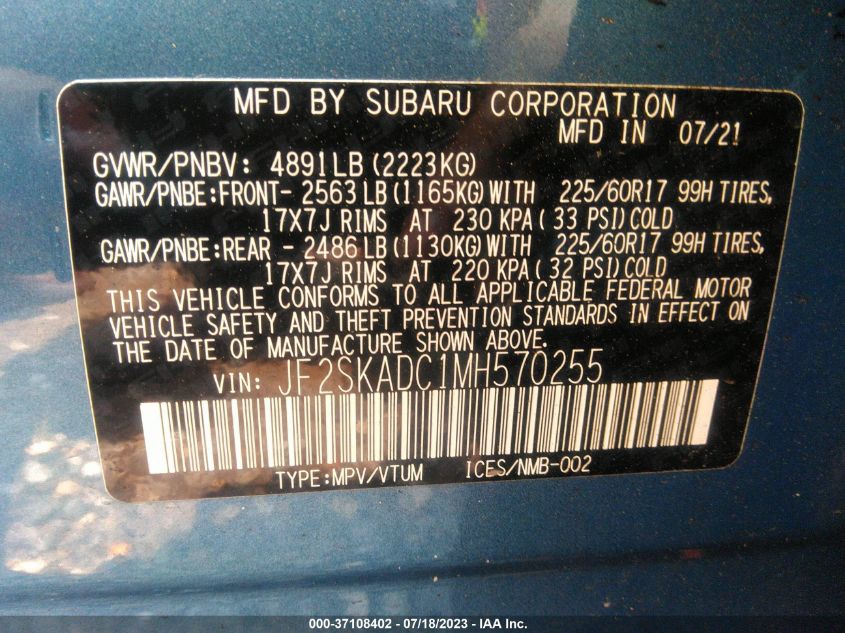 MFD BY SUBARU CORPORATION
MFD IN 07/21
GVWR/PNBV: 4891LB (2223KG)
GAWR/PNBE:FRONT- 2563 LB (1165KG) WITH 225/60R17 99H TIRES,
17X7J RIMS AT 230 KPA ( 33 PSI) COLD
GAWR/PNBE:REAR - 2486 LB (1130KG) WITH 225/60R17 99H TIRES,
17X7J RIMS AT 220 KPA ( 32 PSI) COLD
THIS VEHICLE CONFORMS TO ALL APPLICABLE FEDERAL MOTOR
VEHICLE SAFETY AND THEFT PREVENTION STANDARDS IN EFFECT ON
THE DATE OF MANUFACTURE SHOWN ABOVE.
VIN: JF2SKADC1MH570255
TYPE:MPV/VTUM ICES/NMB-002
000-37108402 - 07/18/2023 - IAA Inc.